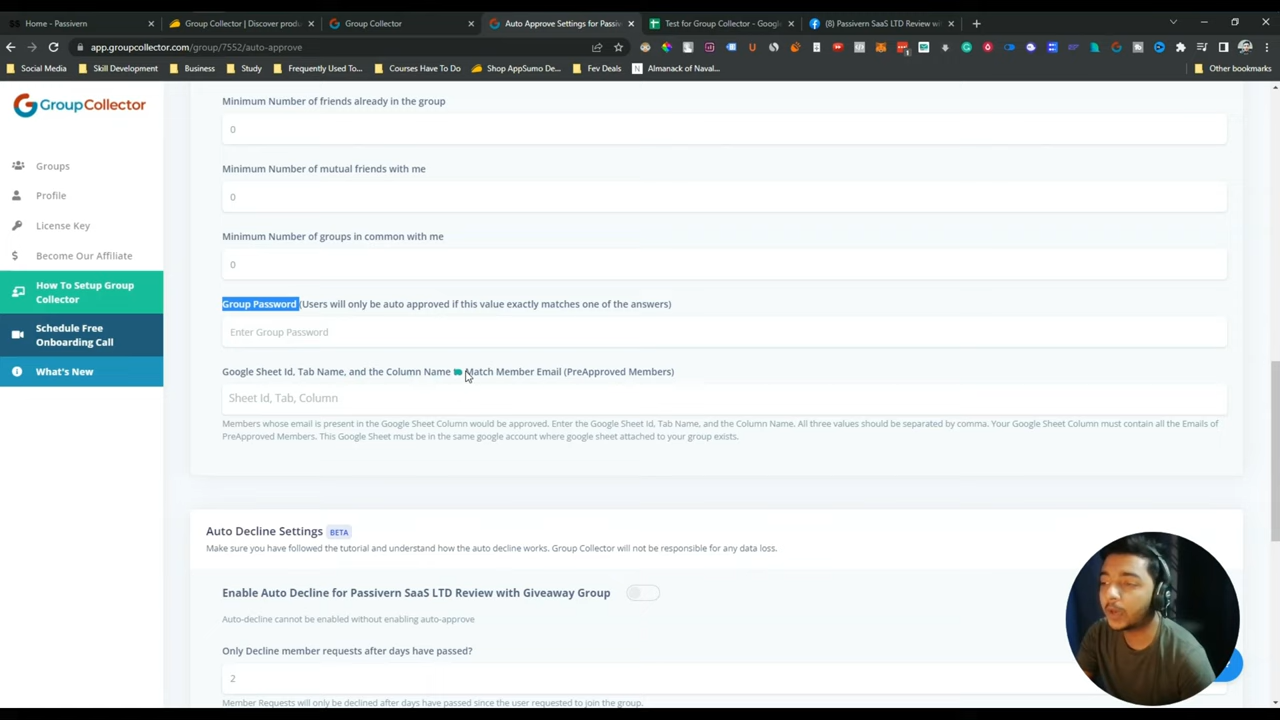 Home - Passivern
Group Collector | Discover produ
Group Collector
Auto Approve Settings for Passiv
Test for Group Collector - Googl
(8) Passivern SaaS LTD Review w
app.groupcollector.com/group/7552/auto-approve
Social Media
Skill Development
Business
Study
Frequently Used To...
Courses Have To Do
Shop AppSumo De...
Fev Deals
Almanack of Naval...
Other bookmarks
GroupCollector
Groups
Profile
License Key
Become Our Affiliate
How To Setup Group
Collector
Schedule Free
Onboarding Call
What's New
Minimum Number of friends already in the group
0
Minimum Number of mutual friends with me
0
Minimum Number of groups in common with me
0
Group Password (Users will only be auto approved if this value exactly matches one of the answers)
Enter Group Password
Google Sheet Id, Tab Name, and the Column Name Match Member Email (PreApproved Members)
Sheet Id, Tab, Column
Members whose email is present in the Google Sheet Column would be approved. Enter the Google Sheet Id, Tab Name, and the Column Name. All three values should be separated by comma. Your Google Sheet Column must contain all the Emails of
PreApproved Members. This Google Sheet must be in the same google account where google sheet attached to your group exists.
Auto Decline Settings BETA
Make sure you have followed the tutorial and understand how the auto decline works. Group Collector will not be responsible for any data loss.
Enable Auto Decline for Passivern SaaS LTD Review with Giveaway Group
Auto-decline cannot be enabled without enabling auto-approve
Only Decline member requests after days have passed?
2
Member Requests will only be declined after days have passed since the user requested to join the group.